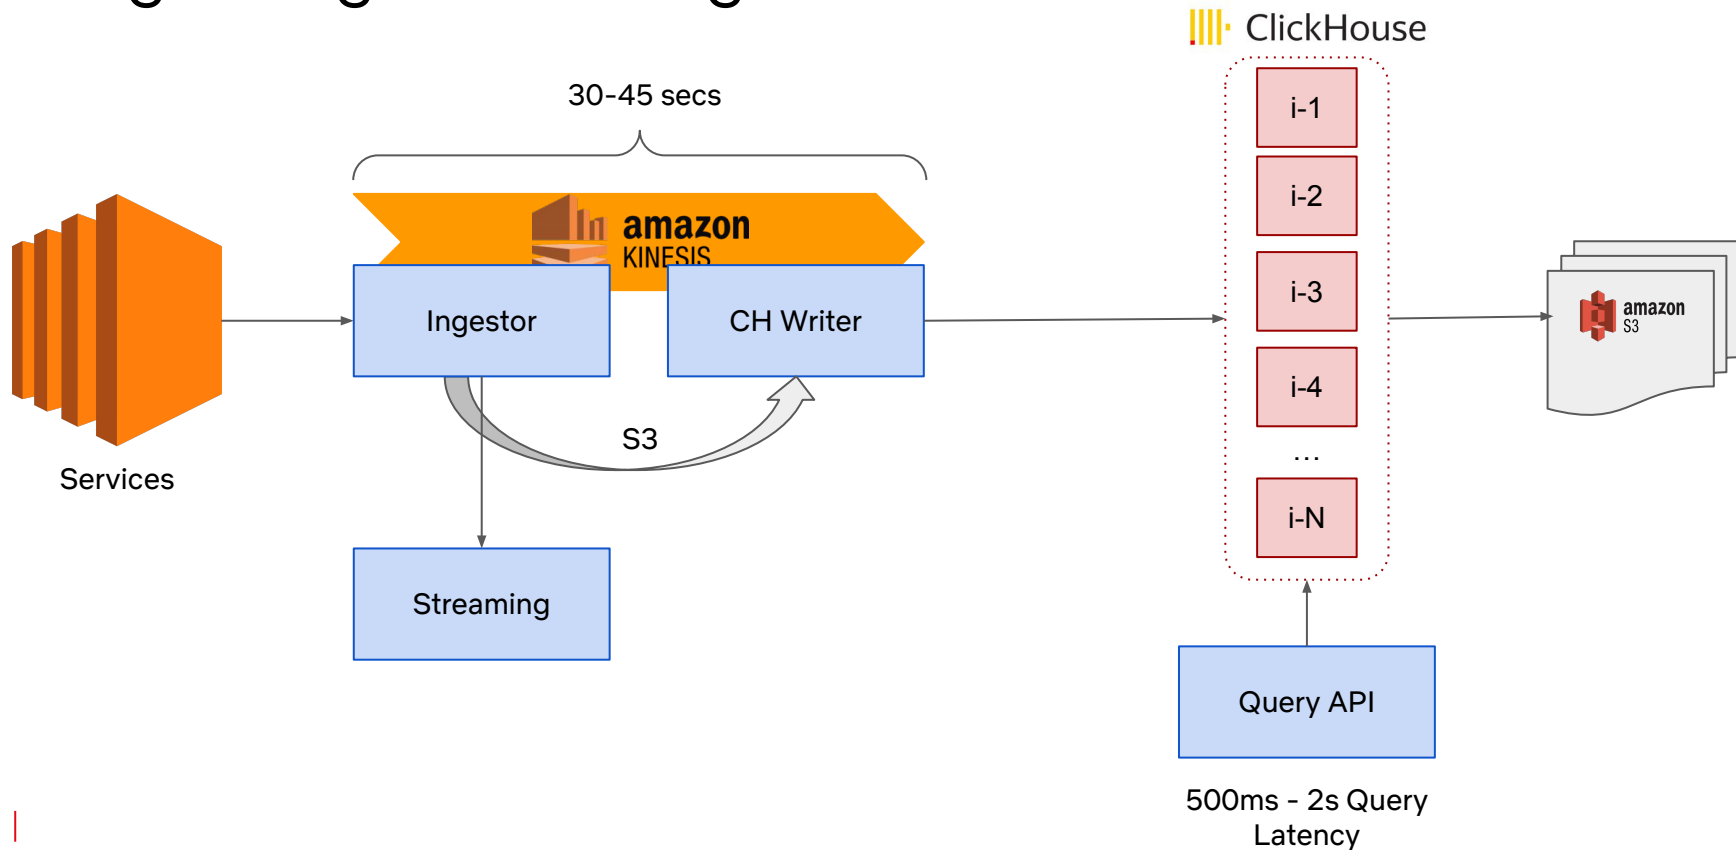 ClickHouse
30-45 secs
i-1
i-2
amazon
KINESIS
i-3
amazon
S3
Ingestor
CH Writer
i-4
S3
...
Services
i-N
Streaming
Query API
500ms - 2s Query
Latency